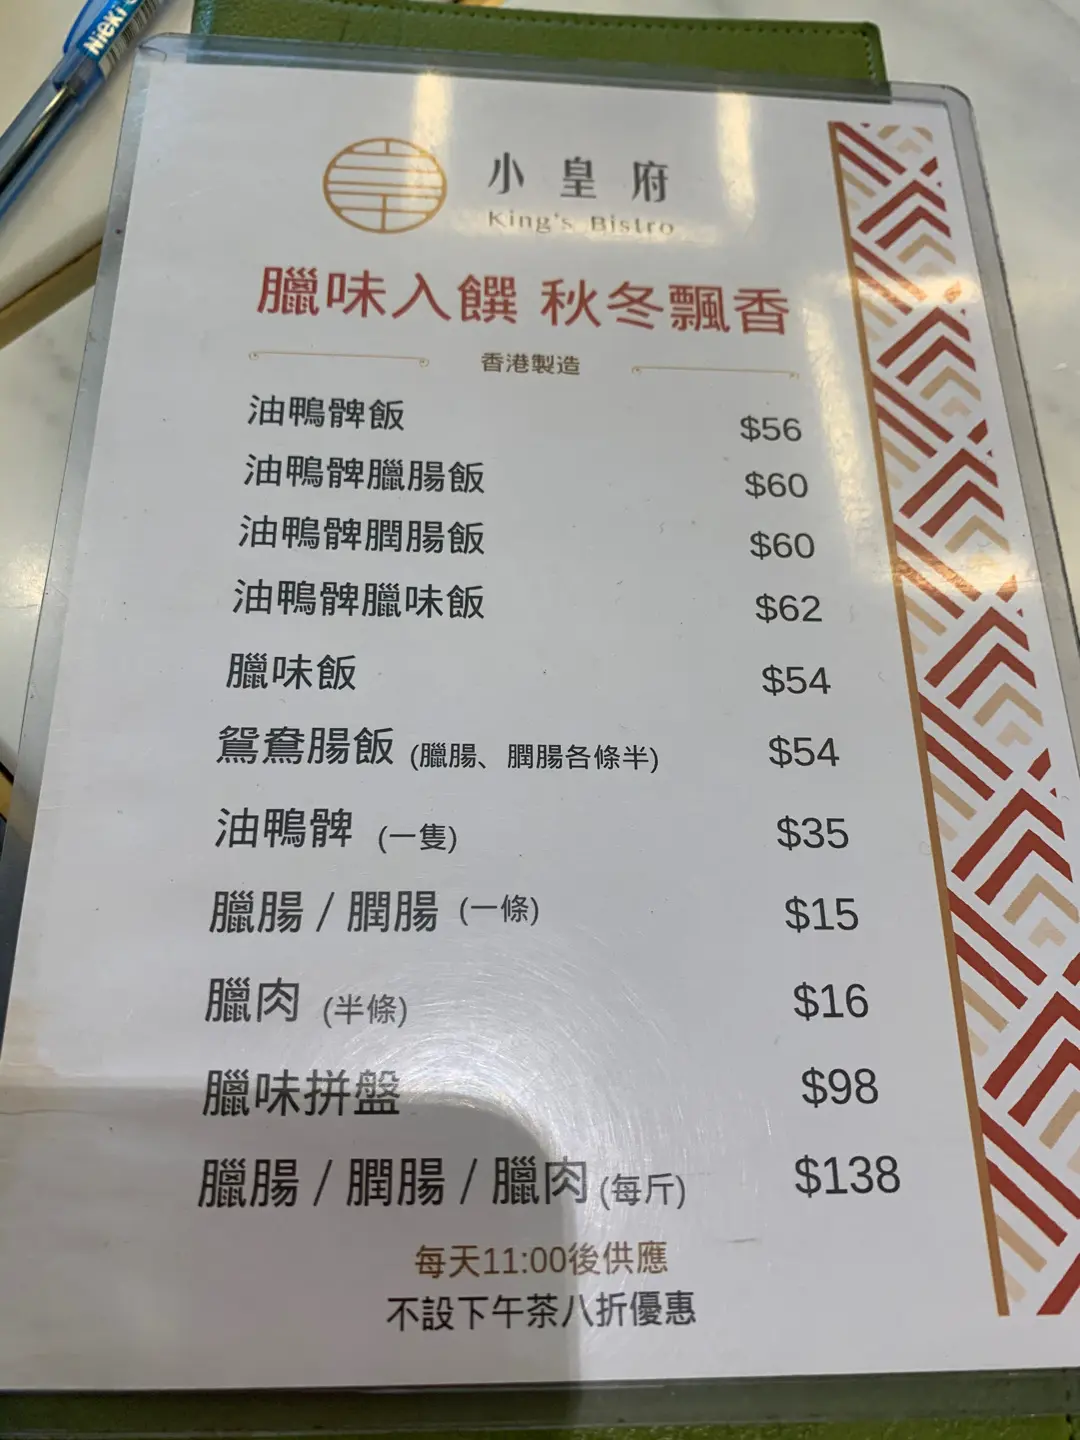 Nicki
小皇府
King's Bistro
臘味入饌 秋冬飄香
香港製造
油鴨髀飯 $56
油鴨髀臘腸飯 $60
油鴨髀膶腸飯 $60
油鴨髀臘味飯 $62
臘味飯 $54
鴛鴦腸飯 (臘腸、膶腸各條半) $54
油鴨髀 (一隻) $35
臘腸 / 膶腸 (一條) $15
臘肉 (半條) $16
臘味拼盤 $98
臘腸 / 膶腸 / 臘肉 (每斤) $138
每天11:00後供應
不設下午茶八折優惠